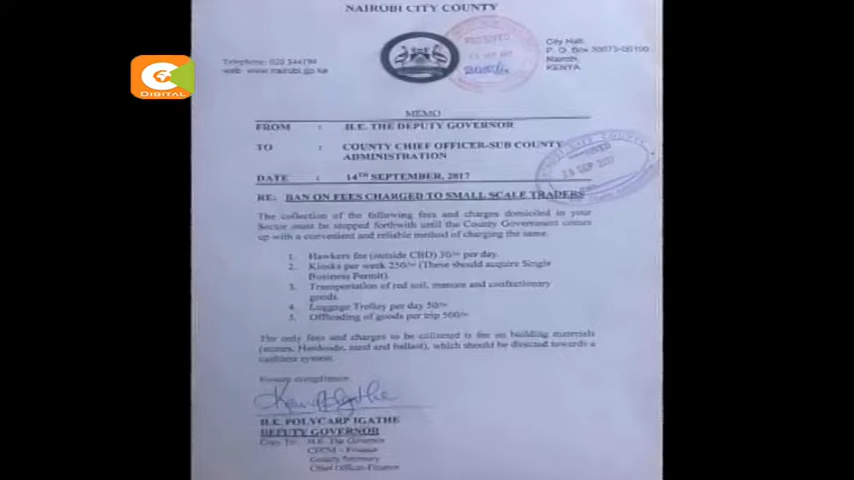 NAIROBI CITY COUNTY
Telephone: 020 344194
web: www.nairobi.go.ke
RECEIVED
City Hall
P. O. Box 30075-00100
Nairobi
KENYA
DIGITAL
MEMO
FROM : H.E. THE DEPUTY GOVERNOR
TO : COUNTY CHIEF OFFICER-SUB COUNTY
ADMINISTRATION
DATE : 14TH SEPTEMBER, 2017
RE: BAN ON FEES CHARGED TO SMALL SCALE TRADERS
The collection of the following fees and charges domiciled in your
Sector must be stopped forthwith until the County Government comes
up with a convenient and reliable method of charging the same.
1. Hawkers fee (outside CBD) 30/= per day.
2. Kiosks per week 250/= (These should acquire Single
Business Permit).
3. Transportation of red soil, manure and confectionary
goods.
4. Luggage Trolley per day 50/=
5. Offloading of goods per trip 500/=
The only fees and charges to be collected is fee on building materials
(stones, Hardcode, sand and ballast), which should be directed towards a
cashless system.
Ensure compliance.
H.E. POLYCARP IGATHE
DEPUTY GOVERNOR
Copy To: H.E. The Governor
CECM - Finance
County Secretary
Chief Officer-Finance